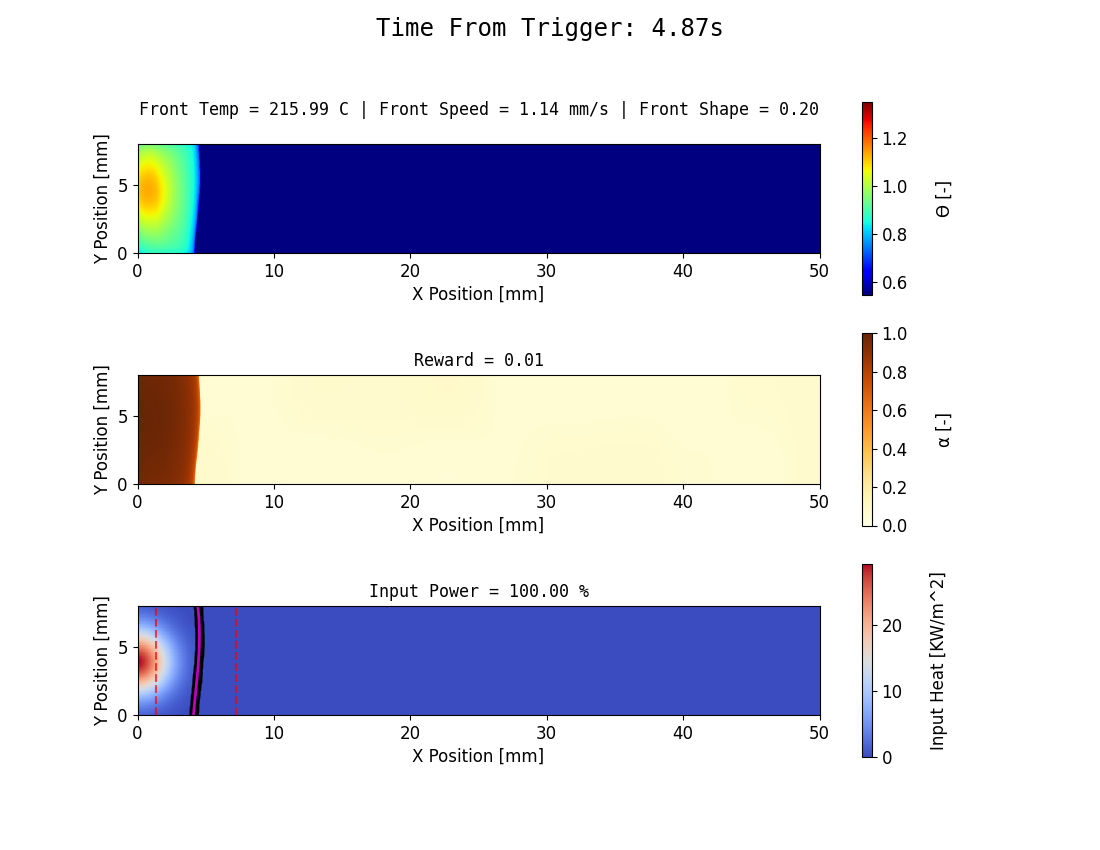 Time From Trigger: 4.87s
Front Temp = 215.99 C | Front Speed = 1.14 mm/s | Front Shape = 0.20
Y Position [mm]
5
0
0 10 20 30 40 50
X Position [mm]
1.2
1.0
0.8
0.6
Θ [-]
Reward = 0.01
Y Position [mm]
5
0
0 10 20 30 40 50
X Position [mm]
1.0
0.8
0.6
0.4
0.2
0.0
α [-]
Input Power = 100.00 %
Y Position [mm]
5
0
0 10 20 30 40 50
X Position [mm]
20
10
0
Input Heat [KW/m^2]